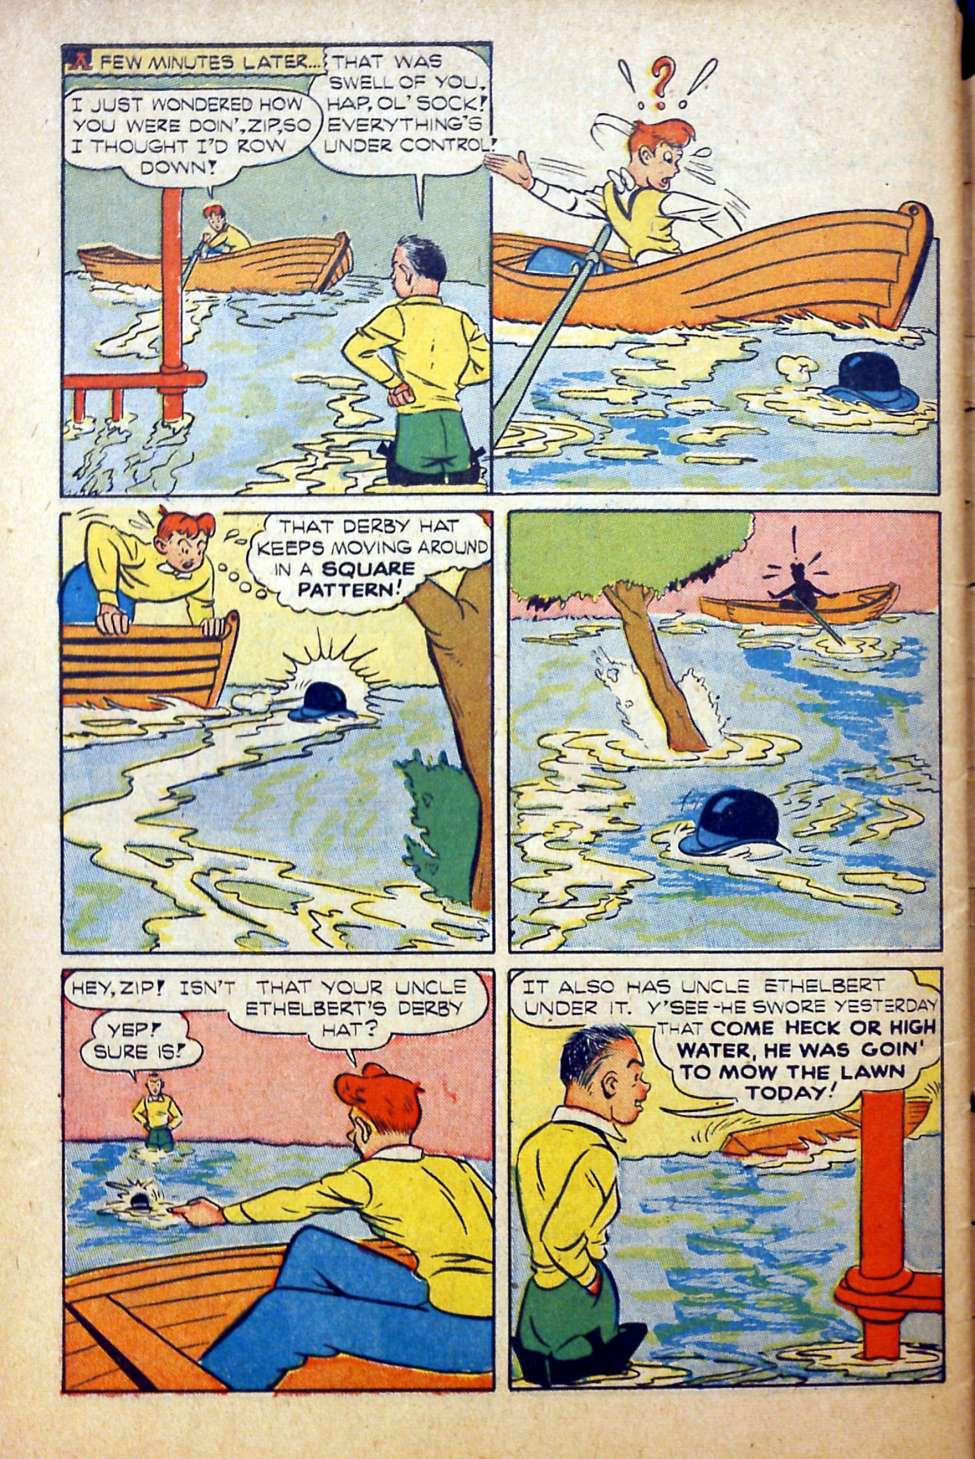 A FEW MINUTES LATER...
I JUST WONDERED HOW
YOU WERE DOIN', ZIP, SO
I THOUGHT I'D ROW
DOWN!
THAT WAS
SWELL OF YOU,
HAP, OL' SOCK!
EVERYTHING'S
UNDER CONTROL!
! ? !
THAT DERBY HAT
KEEPS MOVING AROUND
IN A SQUARE
PATTERN!
!
HEY, ZIP! ISN'T THAT YOUR UNCLE
ETHELBERT'S DERBY
HAT?
YEP!
SURE IS!
IT ALSO HAS UNCLE ETHELBERT
UNDER IT. Y'SEE-HE SWORE YESTERDAY
THAT COME HECK OR HIGH
WATER, HE WAS GOIN'
TO MOW THE LAWN
TODAY!